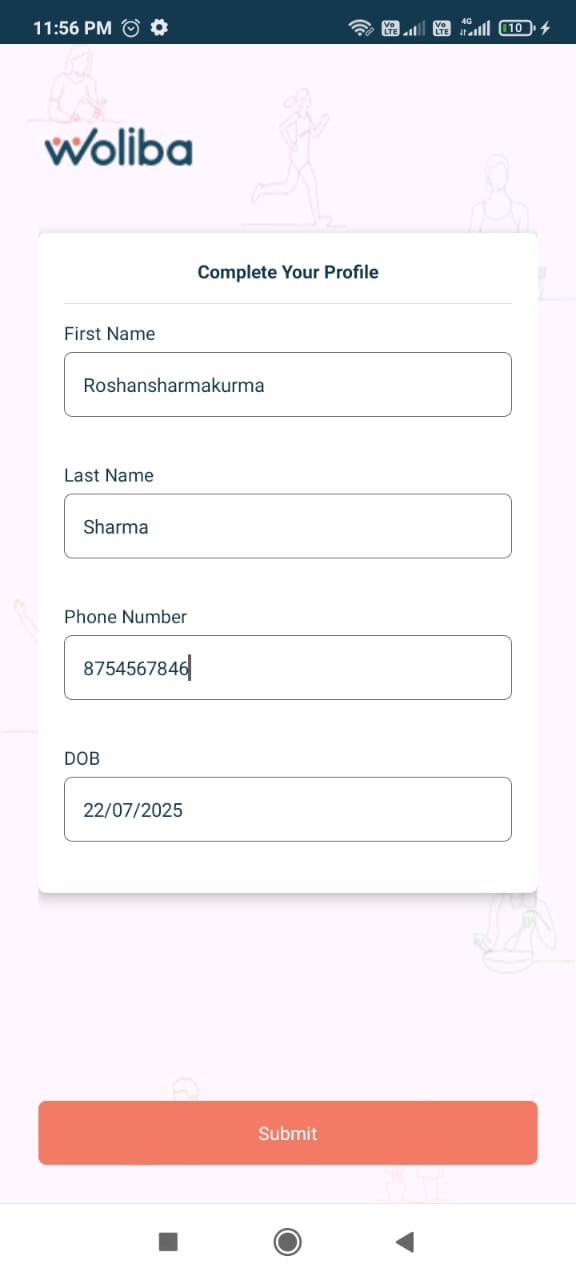 11:56 PM
Vo LTE Vo LTE 4G 10
Woliba
Complete Your Profile
First Name
Roshansharmakurma
Last Name
Sharma
Phone Number
8754567846
DOB
22/07/2025
Submit